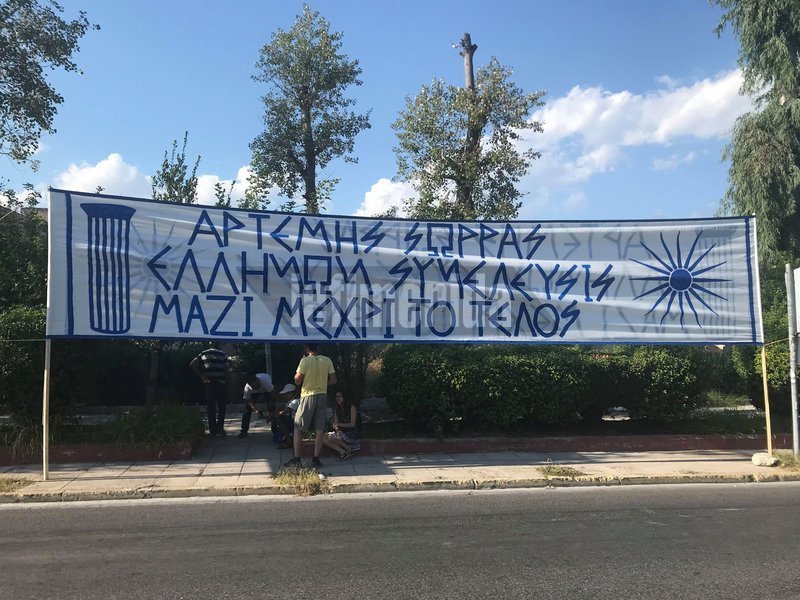 ΑΡΤΕΜΗΣ ΣΩΡΡΑΣ
ΕΛΛΗΝΩΝ ΣΥΝΕΛΕΥΣΙΣ
ΜΑΖΙ ΜΕΧΡΙ ΤΟ ΤΕΛΟΣ